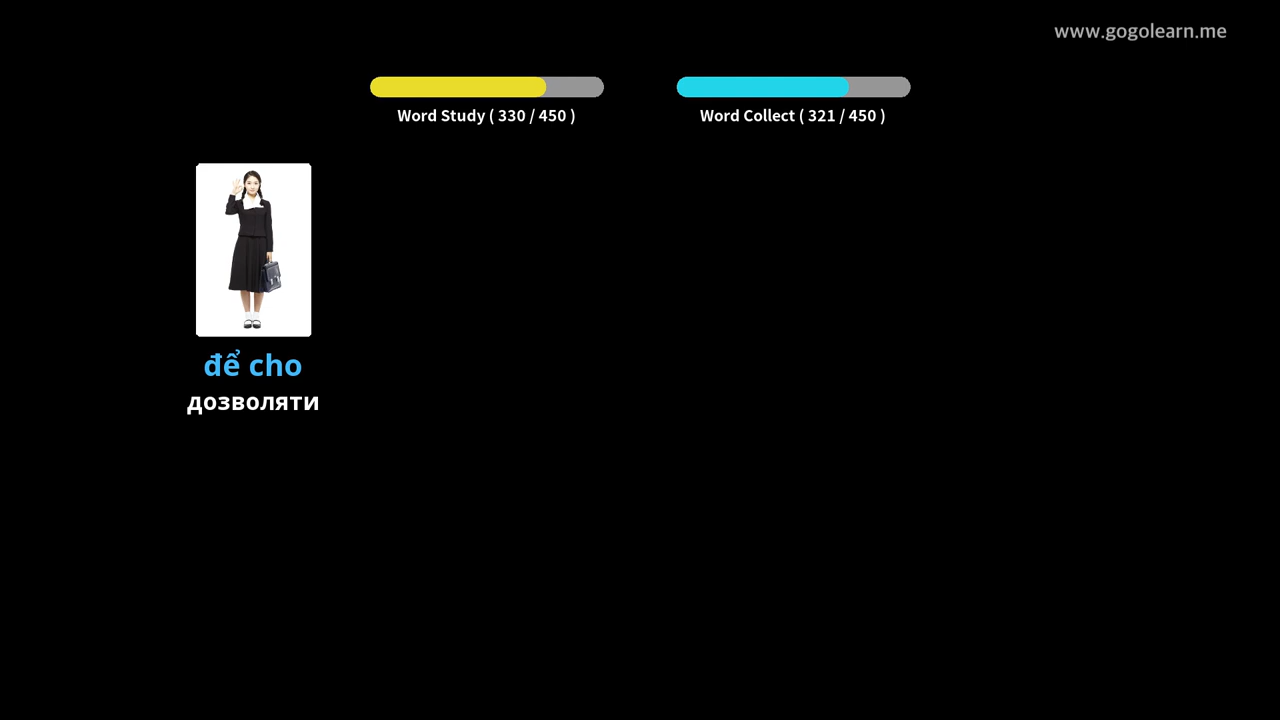 www.gogolearn.me
Word Study ( 330 / 450 )
Word Collect ( 321 / 450 )
để cho
дозволяти